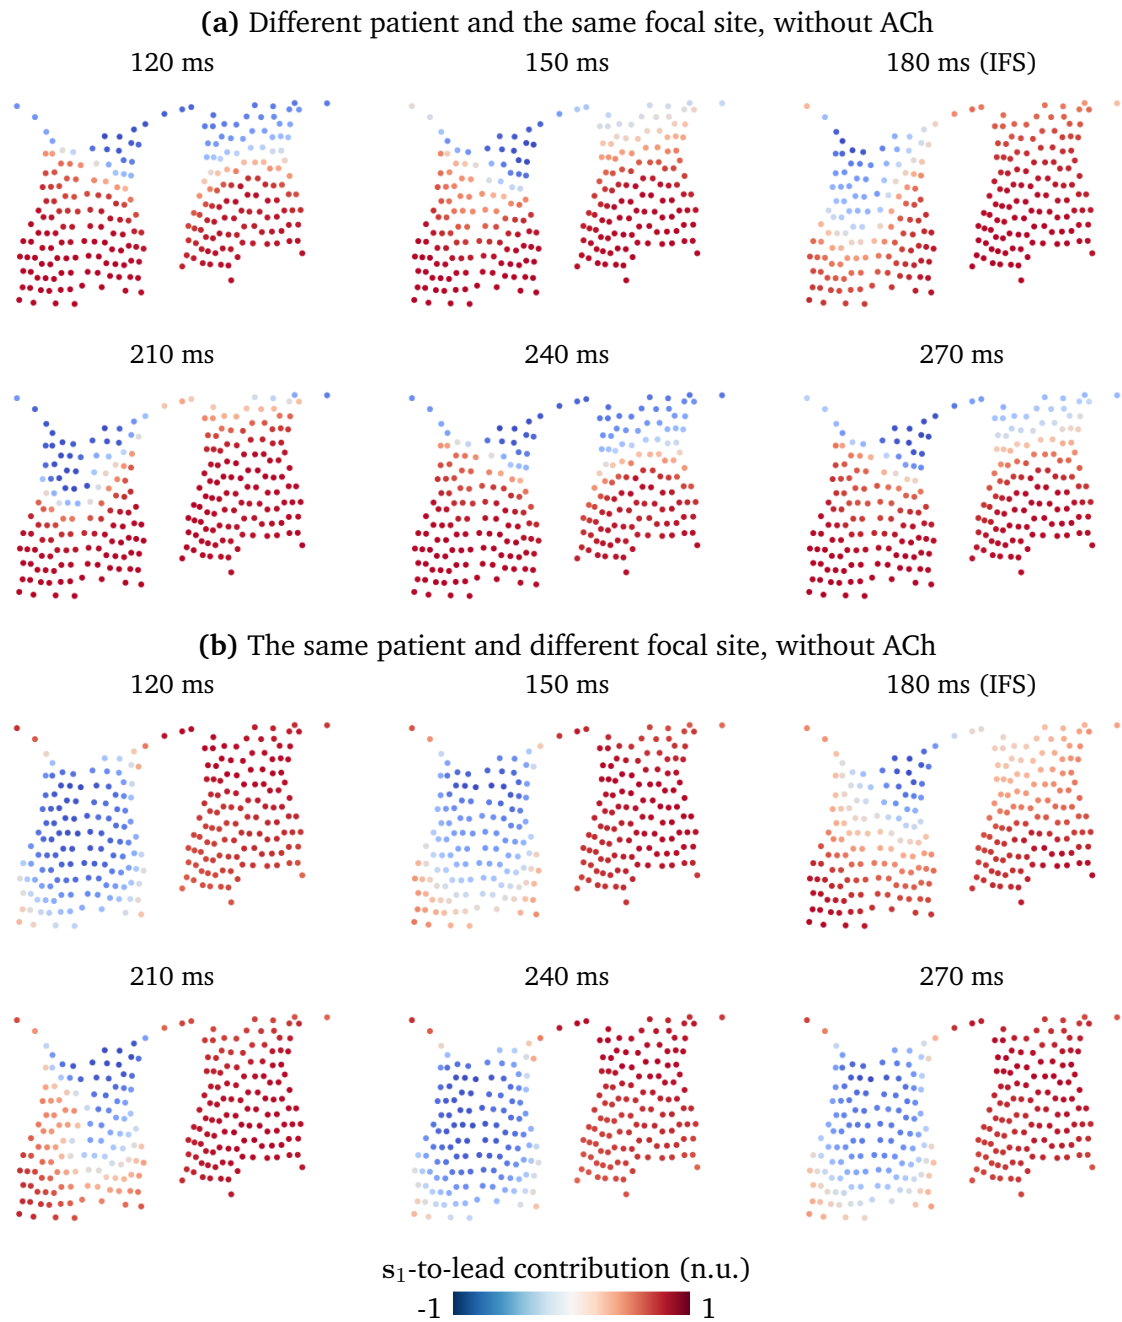 (a) Different patient and the same focal site, without ACh
120 ms
150 ms
180 ms (IFS)
210 ms
240 ms
270 ms
(b) The same patient and different focal site, without ACh
120 ms
150 ms
180 ms (IFS)
210 ms
240 ms
270 ms
s₁-to-lead contribution (n.u.)
-1
1